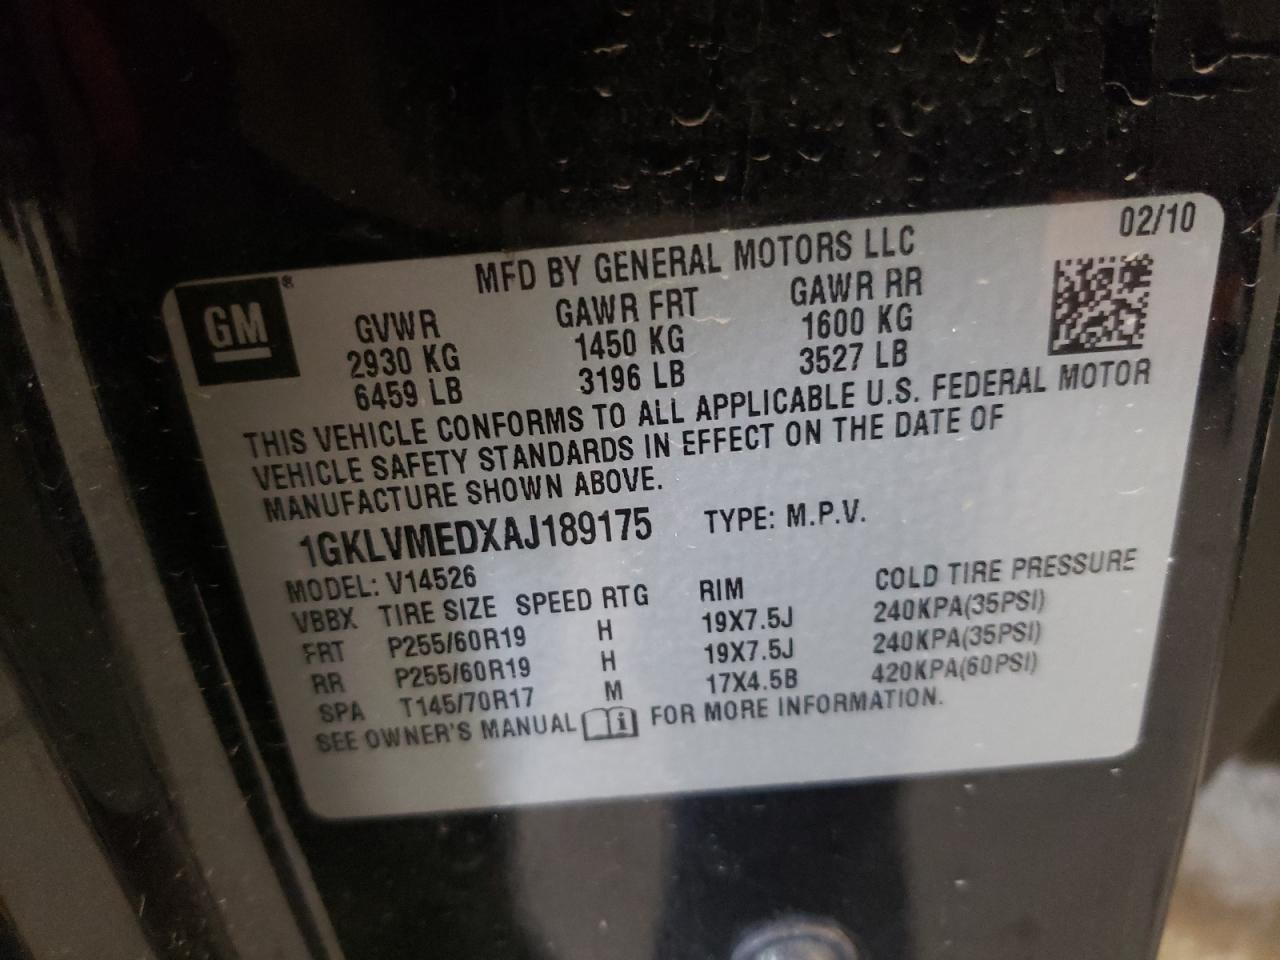 02/10
GM ®
MFD BY GENERAL MOTORS LLC
GVWR GAWR FRT GAWR RR
2930 KG 1450 KG 1600 KG
6459 LB 3196 LB 3527 LB
THIS VEHICLE CONFORMS TO ALL APPLICABLE U.S. FEDERAL MOTOR
VEHICLE SAFETY STANDARDS IN EFFECT ON THE DATE OF
MANUFACTURE SHOWN ABOVE.
1GKLVMEDXAJ189175 TYPE: M.P.V.
MODEL: V14526
VBBX TIRE SIZE SPEED RTG RIM COLD TIRE PRESSURE
FRT P255/60R19 H 19X7.5J 240KPA(35PSI)
RR P255/60R19 H 19X7.5J 240KPA(35PSI)
SPA T145/70R17 M 17X4.5B 420KPA(60PSI)
SEE OWNER'S MANUAL i FOR MORE INFORMATION.